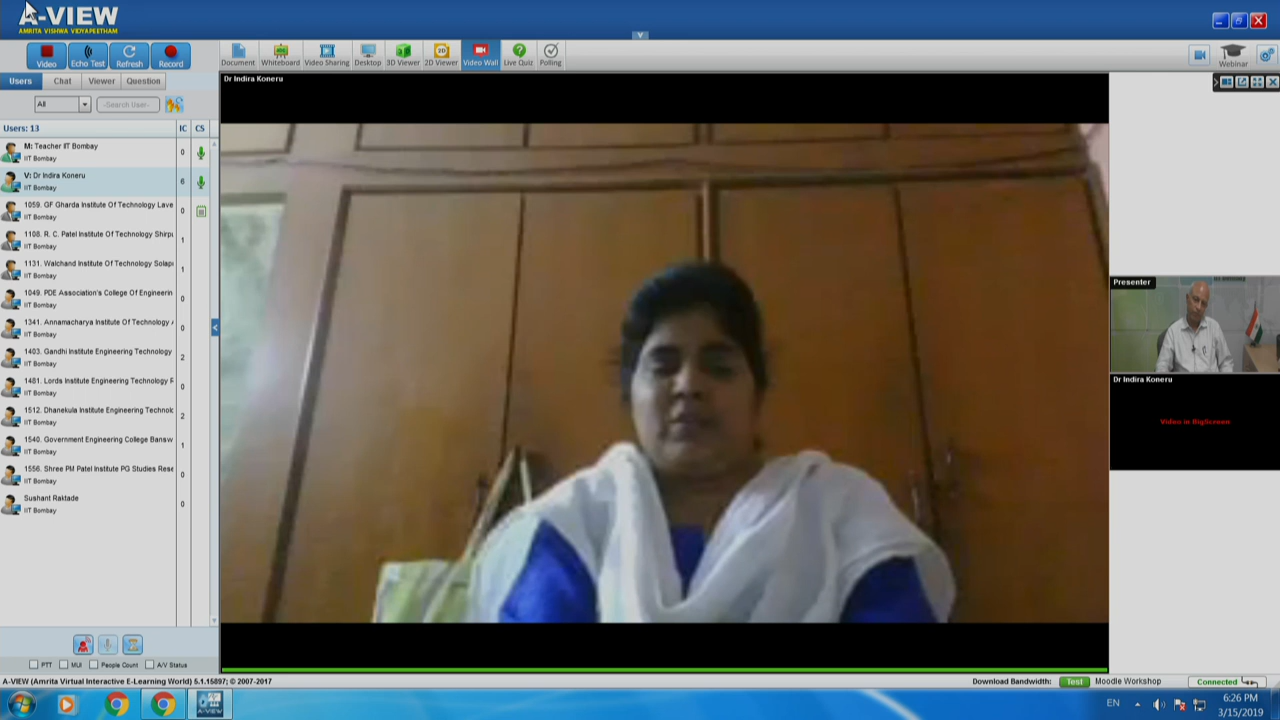 A-VIEW
AMRITA VISHWA VIDYAPEETHAM
Video
Echo Test
Refresh
Record
Document
Whiteboard
Video Sharing
Desktop
3D Viewer
2D Viewer
Video Wall
Live Quiz
Polling
Webinar
Users
Chat
Viewer
Question
All
-Search User-
Users: 13
IC
CS
M: Teacher IIT Bombay
IIT Bombay
0
V: Dr Indira Koneru
IIT Bombay
6
1059. GF Gharda Institute Of Technology Lave
IIT Bombay
0
1108. R. C. Patel Institute Of Technology Shirpu
IIT Bombay
1
1131. Walchand Institute Of Technology Solap
IIT Bombay
1
1049. PDE Association's College Of Engineerin
IIT Bombay
0
1341. Annamacharya Institute Of Technology
IIT Bombay
0
1403. Gandhi Institute Engineering Technology
IIT Bombay
2
1481. Lords Institute Engineering Technology
IIT Bombay
0
1512. Dhanekula Institute Engineering Technol
IIT Bombay
2
1540. Government Engineering College Bansw
IIT Bombay
1
1556. Shree PM Patel Institute PG Studies Rese
IIT Bombay
0
Sushant Raktade
IIT Bombay
0
Dr Indira Koneru
Presenter
Dr Indira Koneru
Video in BigScreen
PTT
MUI
People Count
A/V Status
A-VIEW (Amrita Virtual Interactive E-Learning World) 5.1.15897; © 2007-2017
Download Bandwidth:
Test
Moodle Workshop
Connected
A-VIEW
EN
6:26 PM
3/15/2019